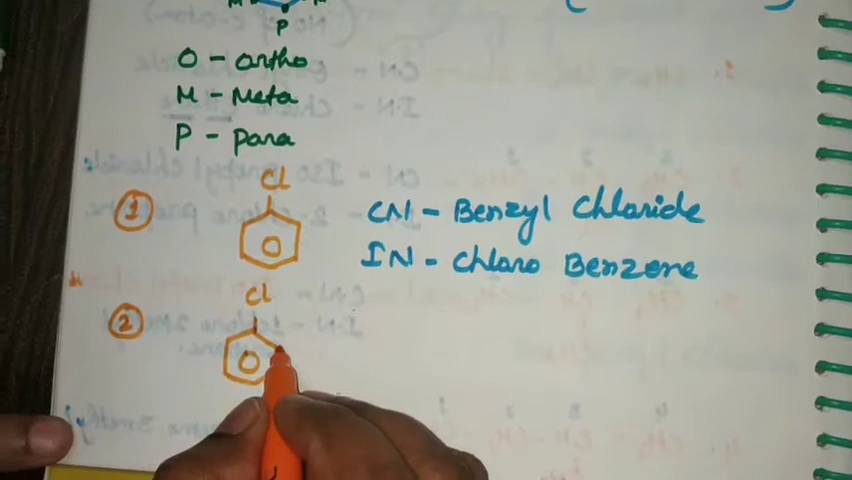 P
O - ortho
M - Meta
P - para
Cl
1
CN - Benzyl Chloride
IN - Chloro Benzene
Cl
2